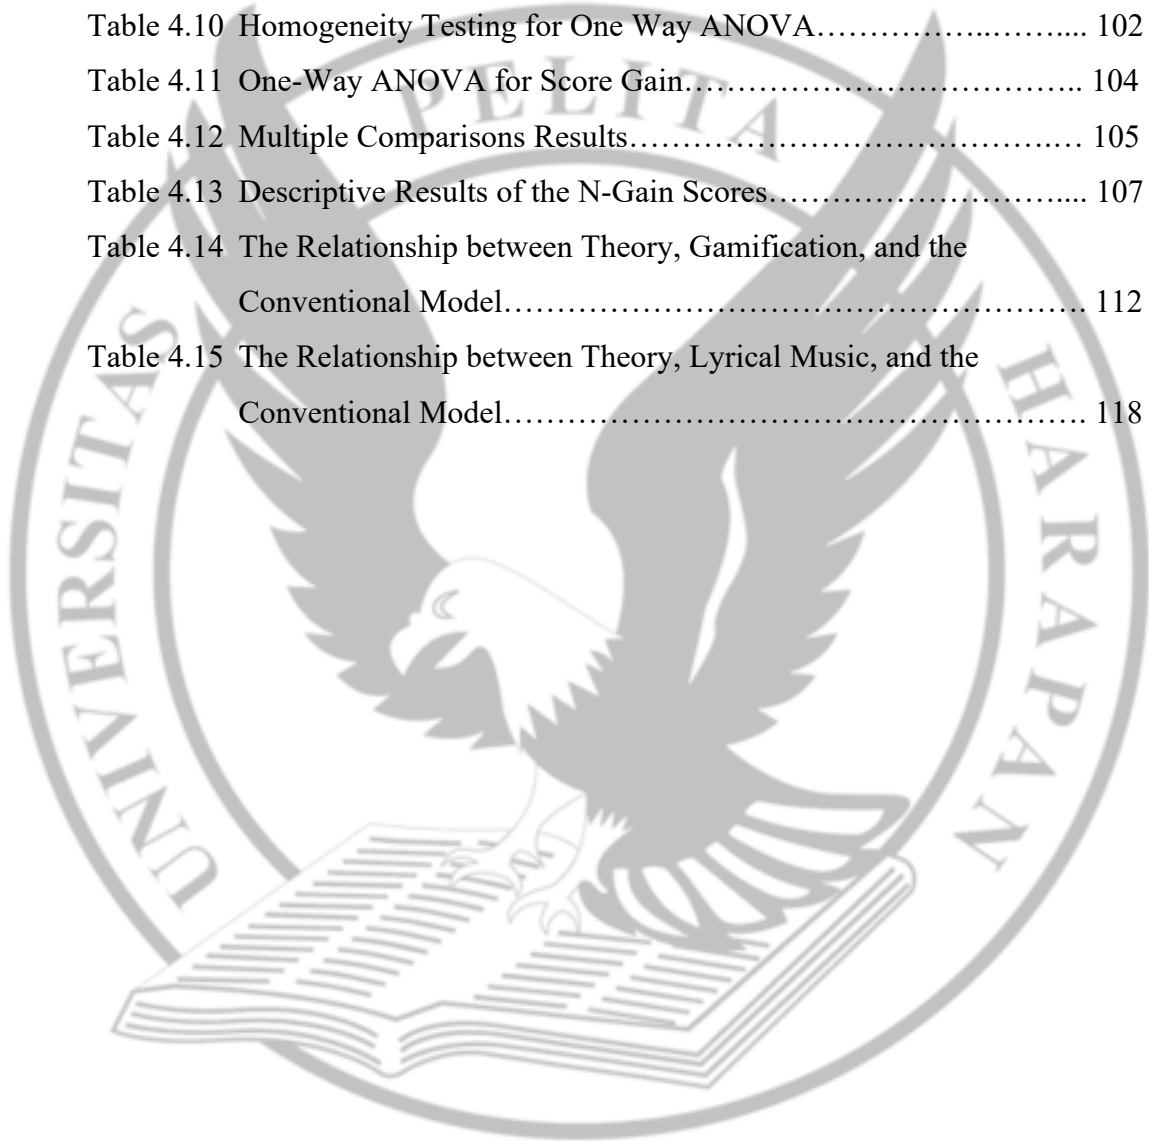 Table 4.10 Homogeneity Testing for One Way ANOVA……………..……... 102
Table 4.11 One-Way ANOVA for Score Gain……………………………….. 104
Table 4.12 Multiple Comparisons Results………………………………….… 105
Table 4.13 Descriptive Results of the N-Gain Scores………………………... 107
Table 4.14 The Relationship between Theory, Gamification, and the
Conventional Model………………………………………………. 112
Table 4.15 The Relationship between Theory, Lyrical Music, and the
Conventional Model………………………………………………. 118
UNIVERSITAS PELITA HARAPAN